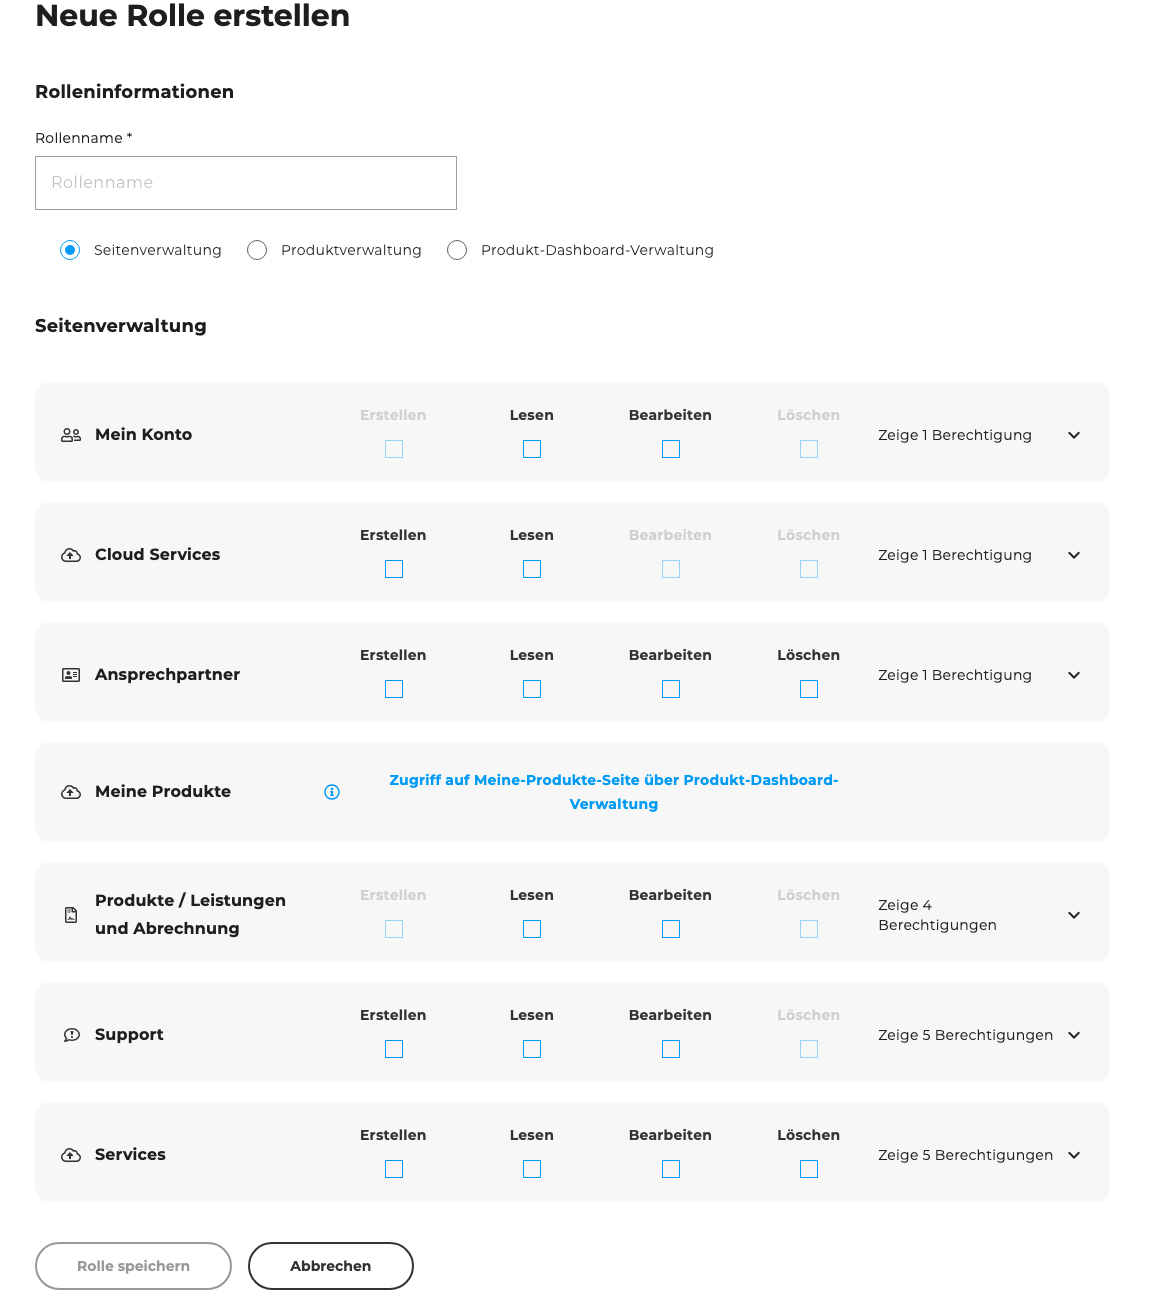 Neue Rolle erstellen
Rolleninformationen
Rollenname *
Rollenname
Seitenverwaltung Produktverwaltung Produkt-Dashboard-Verwaltung
Seitenverwaltung
Erstellen Lesen Bearbeiten Löschen
Mein Konto Zeige 1 Berechtigung
Erstellen Lesen Bearbeiten Löschen
Cloud Services Zeige 1 Berechtigung
Erstellen Lesen Bearbeiten Löschen
Ansprechpartner Zeige 1 Berechtigung
Meine Produkte
Zugriff auf Meine-Produkte-Seite über Produkt-Dashboard-
Verwaltung
Erstellen Lesen Bearbeiten Löschen
Produkte / Leistungen
und Abrechnung
Zeige 4
Berechtigungen
Erstellen Lesen Bearbeiten Löschen
Support Zeige 5 Berechtigungen
Erstellen Lesen Bearbeiten Löschen
Services Zeige 5 Berechtigungen
Rolle speichern Abbrechen